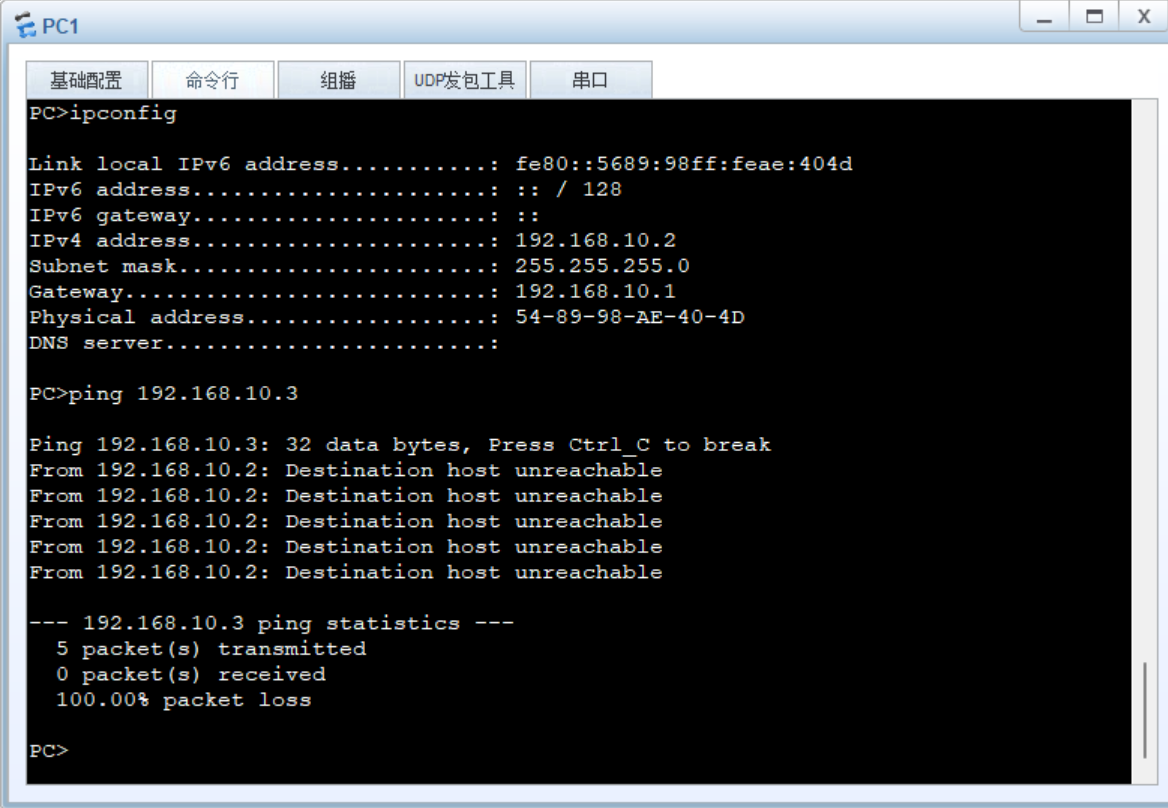 PC1
基础配置 命令行 组播 UDP发包工具 串口
PC>ipconfig
Link local IPv6 address...........: fe80::5689:98ff:feae:404d
IPv6 address......................: :: / 128
IPv6 gateway......................: ::
IPv4 address......................: 192.168.10.2
Subnet mask.......................: 255.255.255.0
Gateway...........................: 192.168.10.1
Physical address..................: 54-89-98-AE-40-4D
DNS server........................:
PC>ping 192.168.10.3
Ping 192.168.10.3: 32 data bytes, Press Ctrl_C to break
From 192.168.10.2: Destination host unreachable
From 192.168.10.2: Destination host unreachable
From 192.168.10.2: Destination host unreachable
From 192.168.10.2: Destination host unreachable
From 192.168.10.2: Destination host unreachable
--- 192.168.10.3 ping statistics ---
5 packet(s) transmitted
0 packet(s) received
100.00% packet loss
PC>